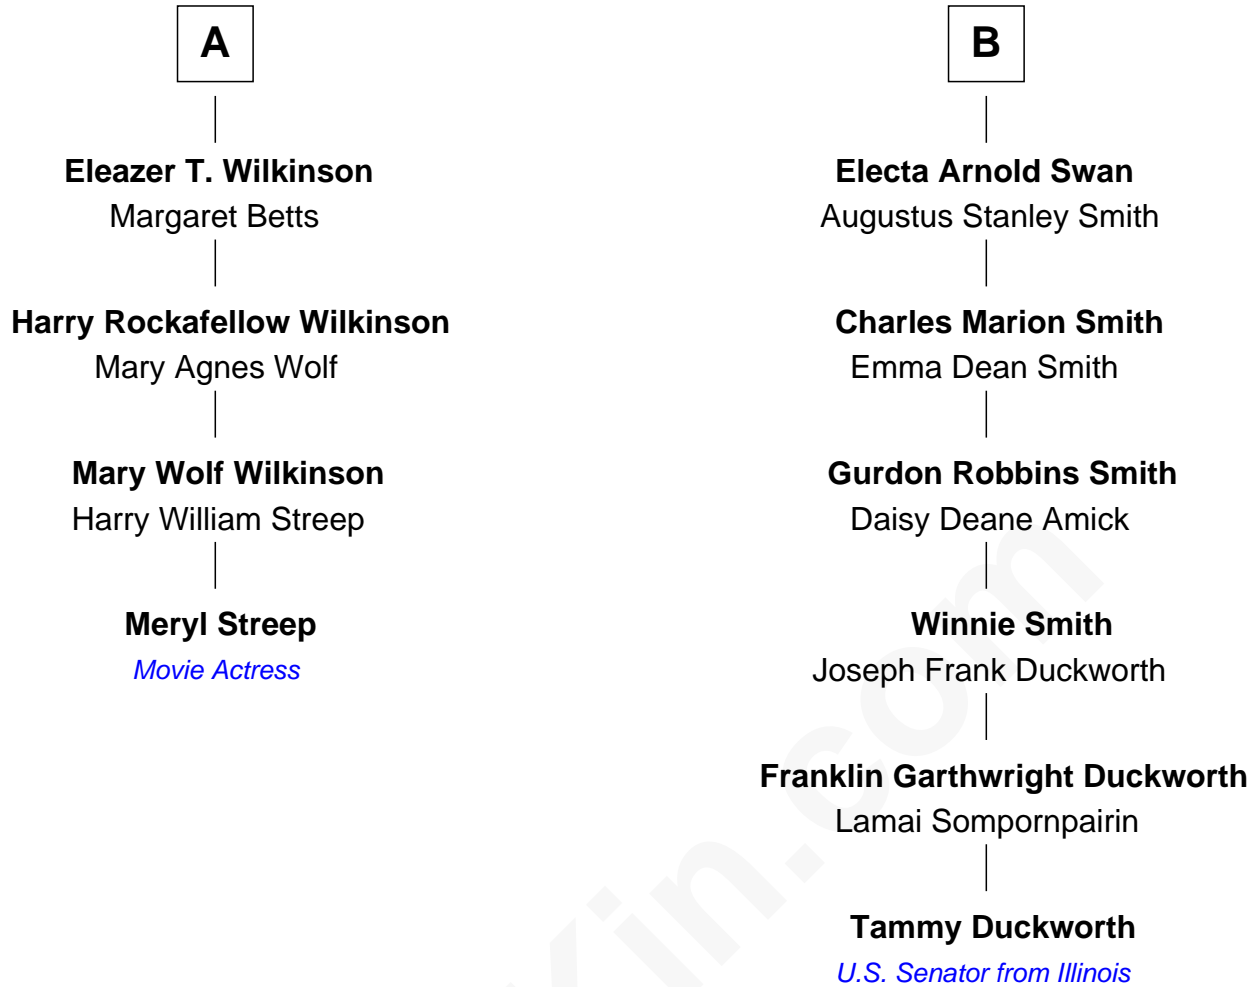 A
Eleazer T. Wilkinson
Margaret Betts
Harry Rockafellow Wilkinson
Mary Agnes Wolf
Mary Wolf Wilkinson
Harry William Streep
Meryl Streep
Movie Actress
B
Electa Arnold Swan
Augustus Stanley Smith
Charles Marion Smith
Emma Dean Smith
Gurdon Robbins Smith
Daisy Deane Amick
Winnie Smith
Joseph Frank Duckworth
Franklin Garthwright Duckworth
Lamai Sompornpairin
Tammy Duckworth
U.S. Senator from Illinois
Kin.com